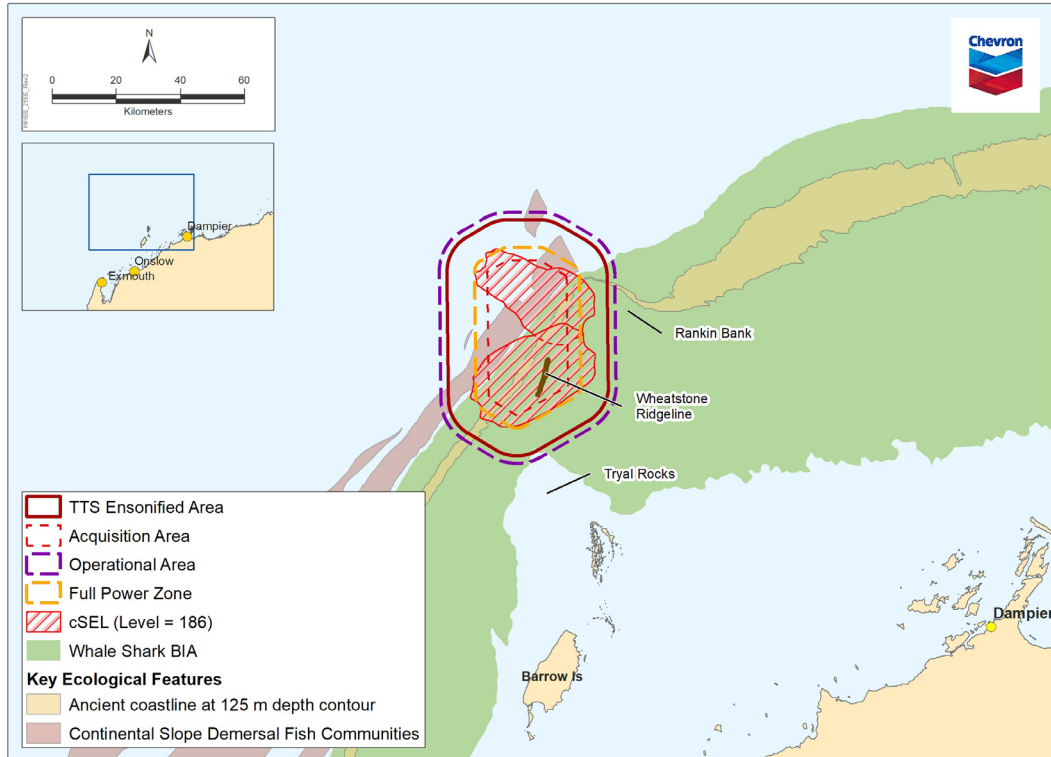 N
0 20 40 60
Kilometers
Chevron
Dampier
Onslow
Exmouth
Rankin Bank
Wheatstone
Ridgeline
Tryal Rocks
Dampier
Barrow Is
TTS Ensonified Area
Acquisition Area
Operational Area
Full Power Zone
cSEL (Level = 186)
Whale Shark BIA
Key Ecological Features
Ancient coastline at 125 m depth contour
Continental Slope Demersal Fish Communities